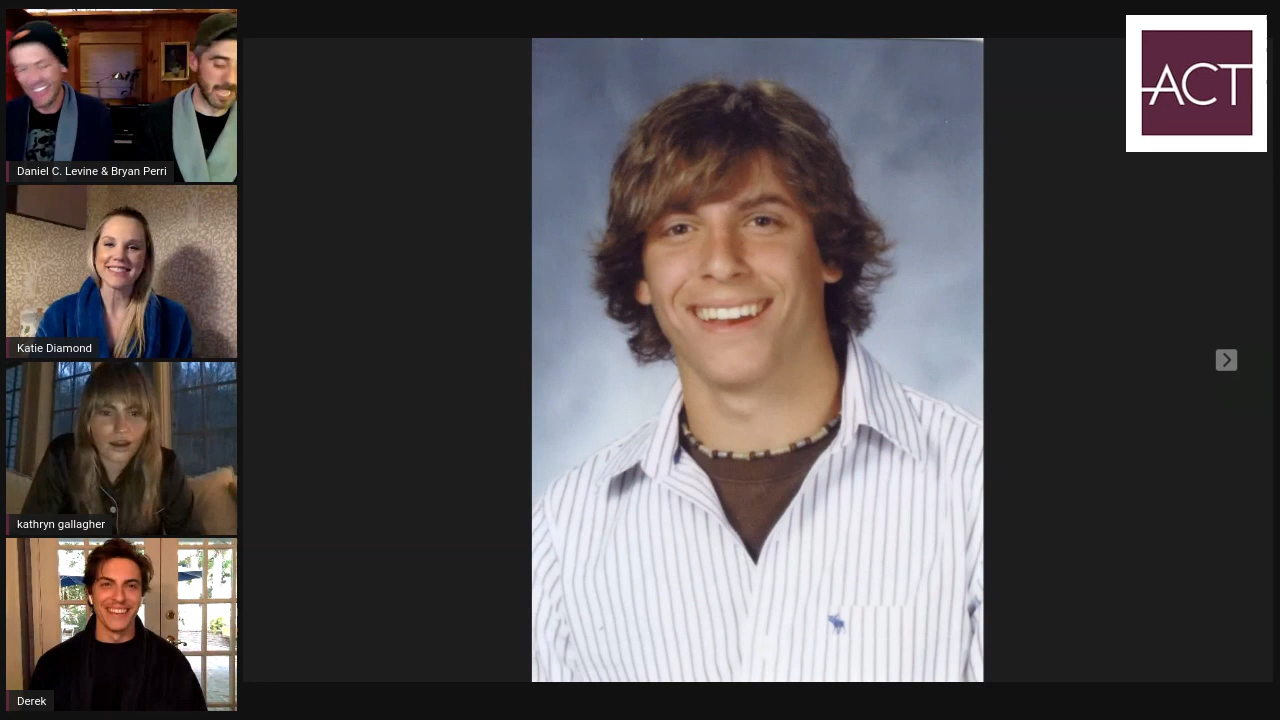 Daniel C. Levine & Bryan Perri
Katie Diamond
kathryn gallagher
Derek
ACT